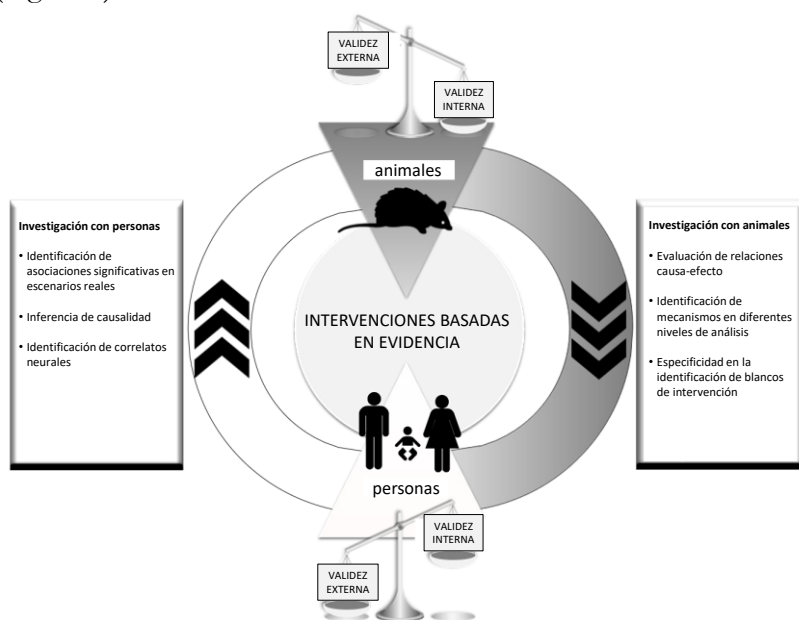 VALIDEZ
EXTERNA
VALIDEZ
INTERNA
animales
Investigación con personas
• Identificación de
asociaciones significativas en
escenarios reales
• Inferencia de causalidad
• Identificación de correlatos
neurales
INTERVENCIONES BASADAS
EN EVIDENCIA
Investigación con animales
• Evaluación de relaciones
causa-efecto
• Identificación de
mecanismos en diferentes
niveles de análisis
• Especificidad en la
identificación de blancos
de intervención
personas
VALIDEZ
INTERNA
VALIDEZ
EXTERNA